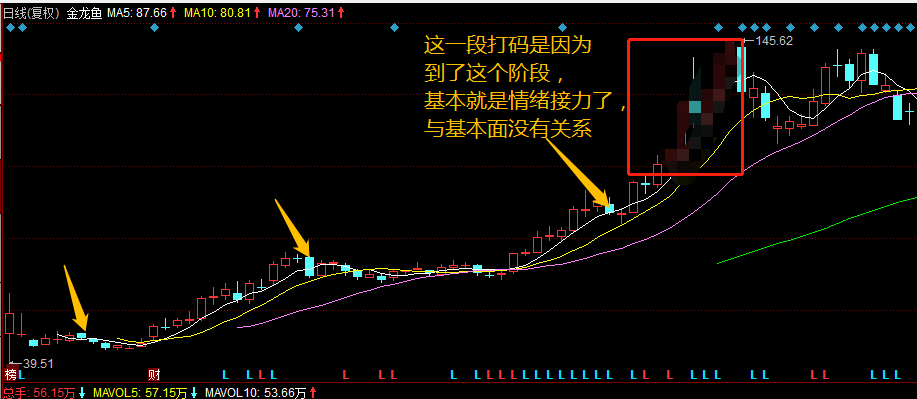 日线(复权) 金龙鱼 MA5: 87.66 MA10: 80.81 MA20: 75.31
这一段打码是因为
到了这个阶段，
基本就是情绪接力了，
与基本面没有关系
145.62
39.51
榜 L 财 L L L L L L L L L L L L L L L L L L L L L L L L L L L L L L L L L L
总手: 56.15万 MAVOL5: 57.15万 MAVOL10: 53.66万